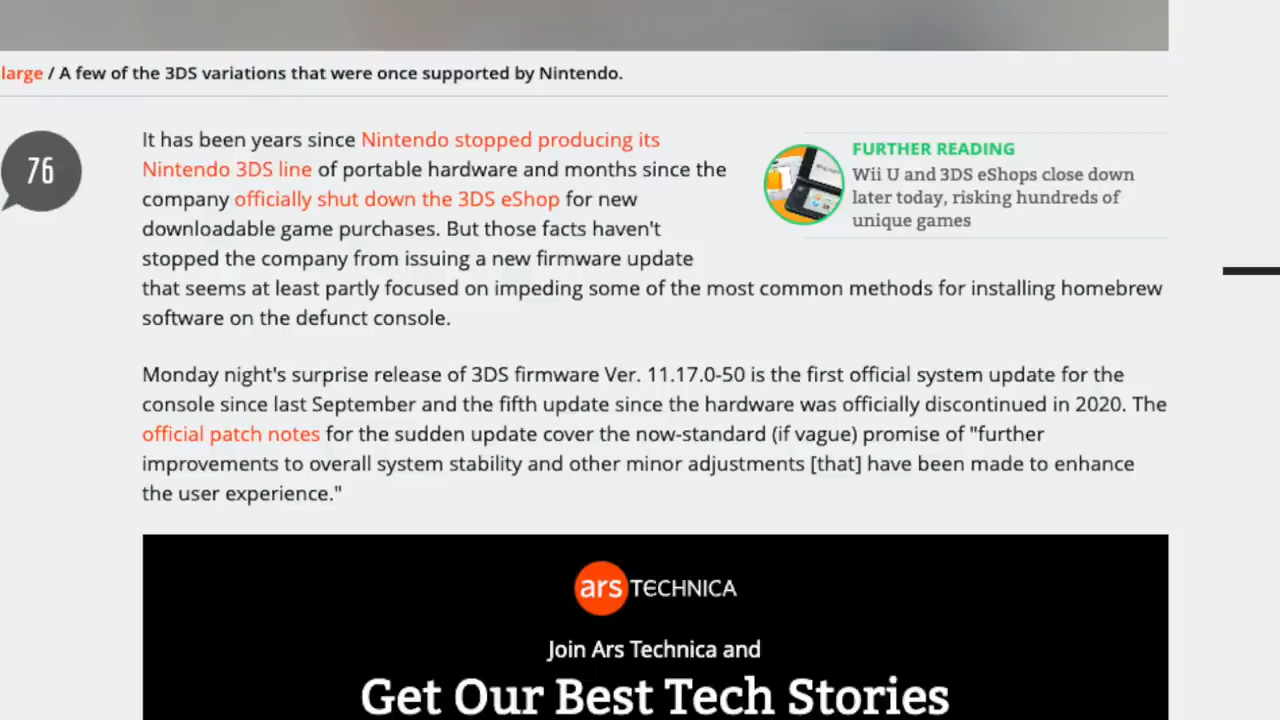 large / A few of the 3DS variations that were once supported by Nintendo.
76
It has been years since Nintendo stopped producing its
Nintendo 3DS line of portable hardware and months since the
company officially shut down the 3DS eShop for new
downloadable game purchases. But those facts haven't
stopped the company from issuing a new firmware update
that seems at least partly focused on impeding some of the most common methods for installing homebrew
software on the defunct console.
FURTHER READING
Wii U and 3DS eShops close down
later today, risking hundreds of
unique games
Monday night's surprise release of 3DS firmware Ver. 11.17.0-50 is the first official system update for the
console since last September and the fifth update since the hardware was officially discontinued in 2020. The
official patch notes for the sudden update cover the now-standard (if vague) promise of "further
improvements to overall system stability and other minor adjustments [that] have been made to enhance
the user experience."
ars TECHNICA
Join Ars Technica and
Get Our Best Tech Stories